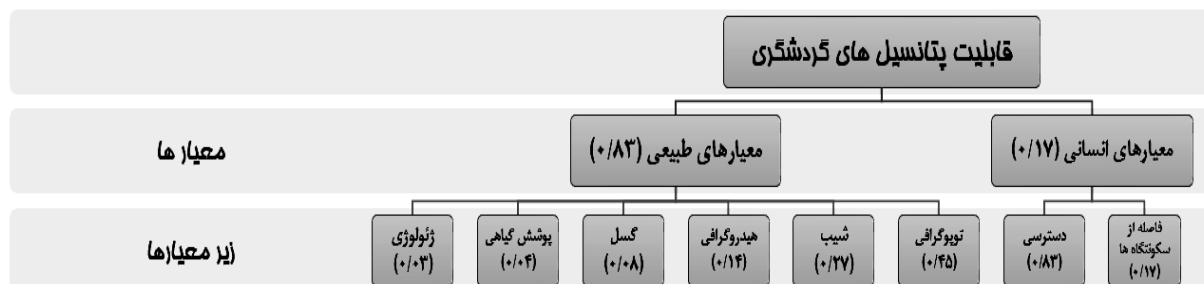 قابلیت پتانسیل های گردشگری
معیار ها
معیارهای انسانی (۰/۱۷)
معیارهای طبیعی (۰/۸۳)
زیر معیارها
فاصله از
سکونتگاه ها
(۰/۱۷)
دسترسی
(۰/۸۳)
توپوگرافی
(۰/۴۵)
شیب
(۰/۲۷)
هیدروگرافی
(۰/۱۴)
گسل
(۰/۰۸)
پوشش گیاهی
(۰/۰۴)
ژئولوژی
(۰/۰۳)